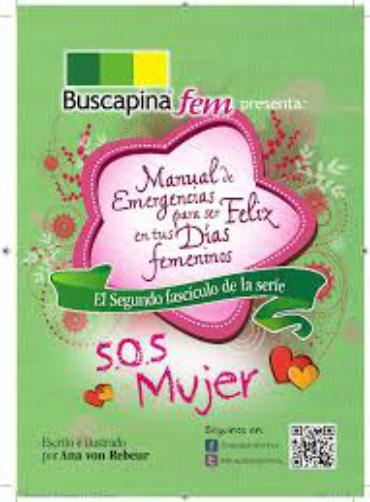 Buscapina fem presenta:
Manual de
Emergencias
para ser Feliz
en tus Días
femeninos
El Segundo fascículo de la serie
S.O.S
Mujer
Escrito e ilustrado
por Ana von Rebeur
Seguinos en: